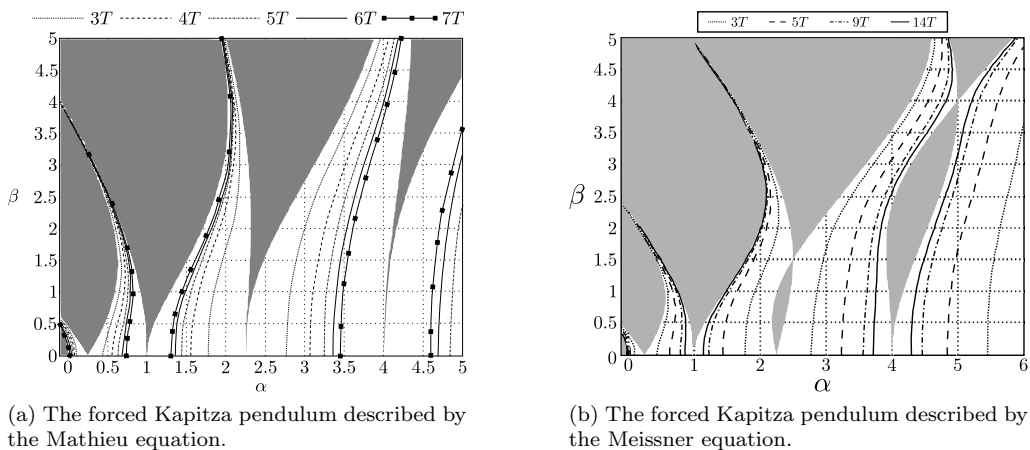 3T 4T 5T 6T 7T
5
4.5
4
3.5
3
2.5
2
1.5
1
0.5
0
β
0 0.5 1 1.5 2 2.5 3 3.5 4 4.5 5
α
(a) The forced Kapitza pendulum described by
the Mathieu equation.
3T 5T 9T 14T
5
4.5
4
3.5
3
2.5
2
1.5
1
0.5
0
β
0 1 2 3 4 5 6
α
(b) The forced Kapitza pendulum described by
the Meissner equation.